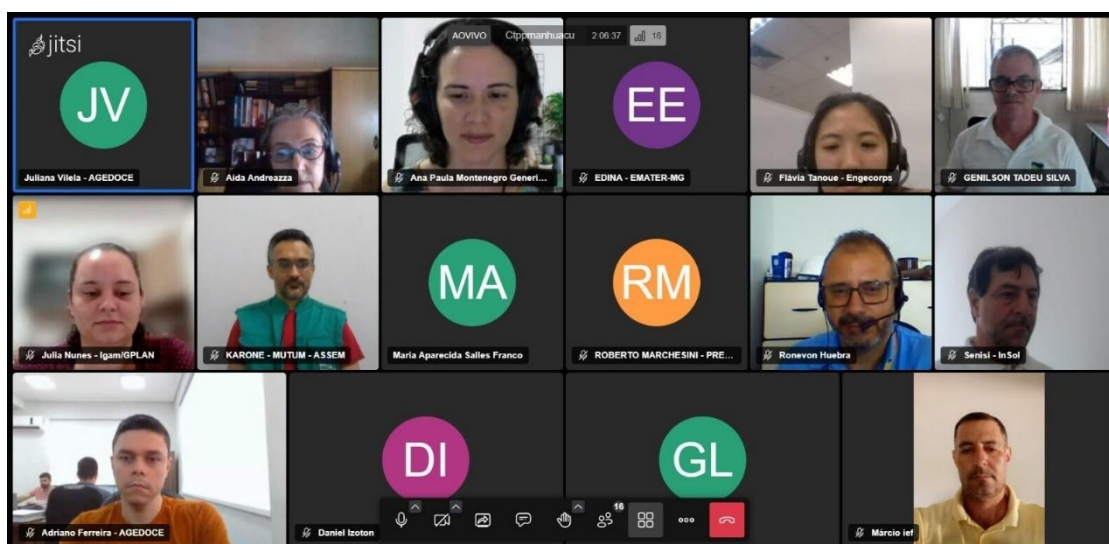 jitsi
AOVIVO Ctppmanhuacu 2:06:37 16
JV
EE
Juliana Vilela - AGEDOCE
Aida Andreazza
Ana Paula Montenegro Generi...
EDINA - EMATER-MG
Flávia Tanoue - Engecorps
GENILSON TADEU SILVA
MA
RM
Julia Nunes - Igam/GPLAN
KARONE - MUTUM - ASSEM
Maria Aparecida Salles Franco
ROBERTO MARCHESINI - PRE...
Ronevon Huebra
Senisi - InSol
DI
GL
Adriano Ferreira - AGEDOCE
Daniel Izoton
16
Márcio ief